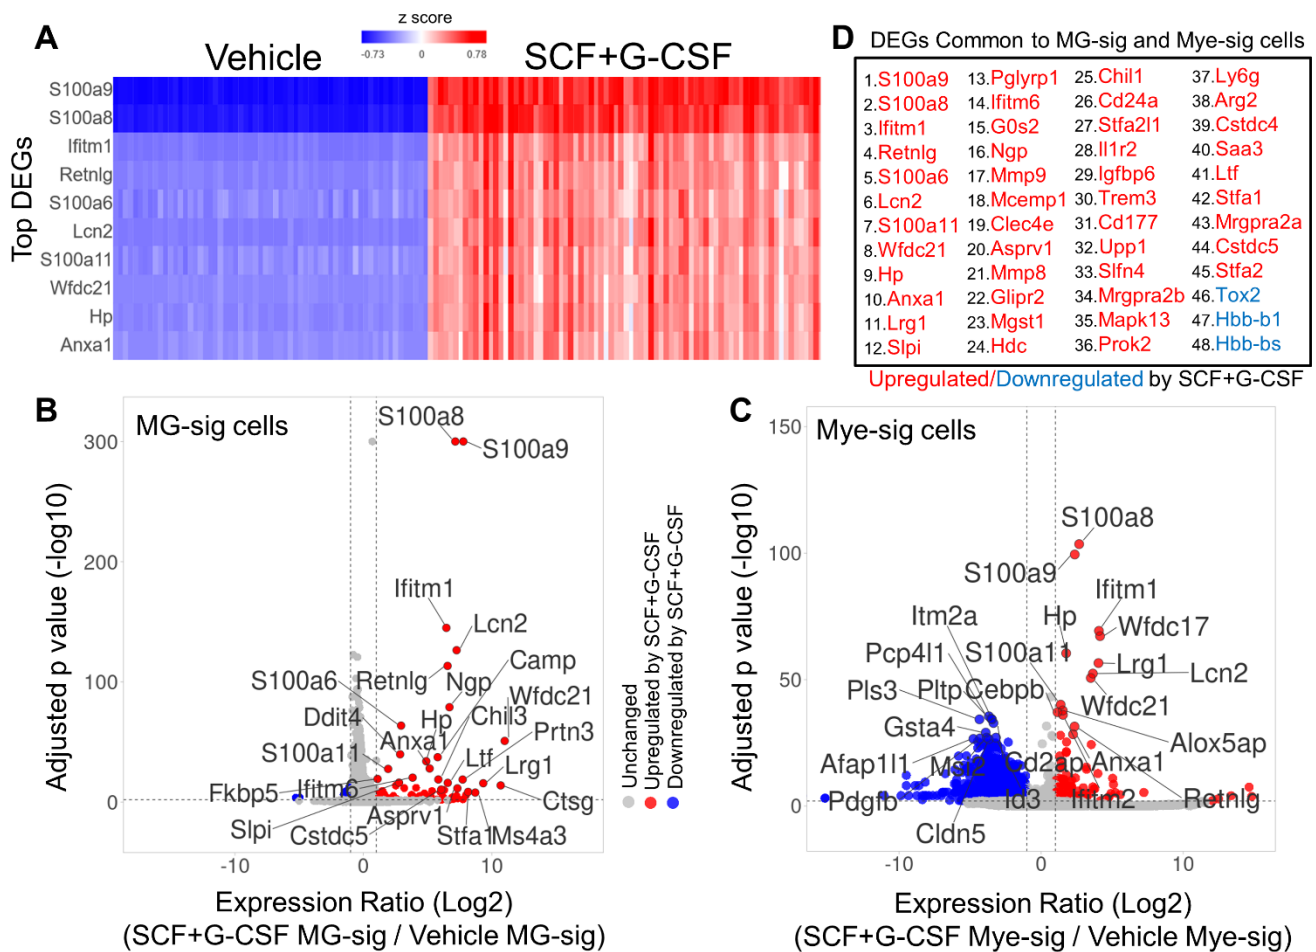 A
z score
-0.73 0 0.78
Vehicle
SCF+G-CSF
Top DEGs
S100a9
S100a8
Ifitm1
Retnlg
S100a6
Lcn2
S100a11
Wfdc21
Hp
Anxa1
D
DEGs Common to MG-sig and Mye-sig cells
1.S100a9
2.S100a8
3.Ifitm1
4.Retnlg
5.S100a6
6.Lcn2
7.S100a11
8.Wfdc21
9.Hp
10.Anxa1
11.Lrg1
12.Slpi
13.Pglyrp1
14.Ifitm6
15.G0s2
16.Ngp
17.Mmp9
18.Mcemp1
19.Clec4e
20.Asprv1
21.Mmp8
22.Glipr2
23.Mgst1
24.Hdc
25.Chil1
26.Cd24a
27.Stfa2l1
28.Il1r2
29.Igfbp6
30.Trem3
31.Cd177
32.Upp1
33.Slfn4
34.Mrgpra2b
35.Mapk13
36.Prok2
37.Ly6g
38.Arg2
39.Cstdc4
40.Saa3
41.Ltf
42.Stfa1
43.Mrgpra2a
44.Cstdc5
45.Stfa2
46.Tox2
47.Hbb-b1
48.Hbb-bs
Upregulated/Downregulated by SCF+G-CSF
B
MG-sig cells
Adjusted p value (-log10)
300
200
100
0
S100a8
S100a9
Ifitm1
Lcn2
Camp
S100a6
Retnlg
Ngp
Wfdc21
Ddit4
Hp
Chil3
Anxa1
Prtn3
S100a11
Ltf
Lrg1
Ifitm6
Fkbp5
Ctsg
Slpi
Cstdc5
Asprv1
Stfa1
Ms4a3
-10 0 10
Expression Ratio (Log2)
(SCF+G-CSF MG-sig / Vehicle MG-sig)
Unchanged
Upregulated by SCF+G-CSF
Downregulated by SCF+G-CSF
C
Mye-sig cells
Adjusted p value (-log10)
150
100
50
0
S100a8
S100a9
Ifitm1
Itm2a
Hp
Wfdc17
Pcp4l1
S100a11
Lrg1
Lcn2
Pls3
Pltp
Cebpb
Wfdc21
Gsta4
Alox5ap
Afap1l1
Msi2
Cd2ap
Anxa1
Pdgfb
Id3
Ifitm2
Retnlg
Cldn5
-10 0 10
Expression Ratio (Log2)
(SCF+G-CSF Mye-sig / Vehicle Mye-sig)